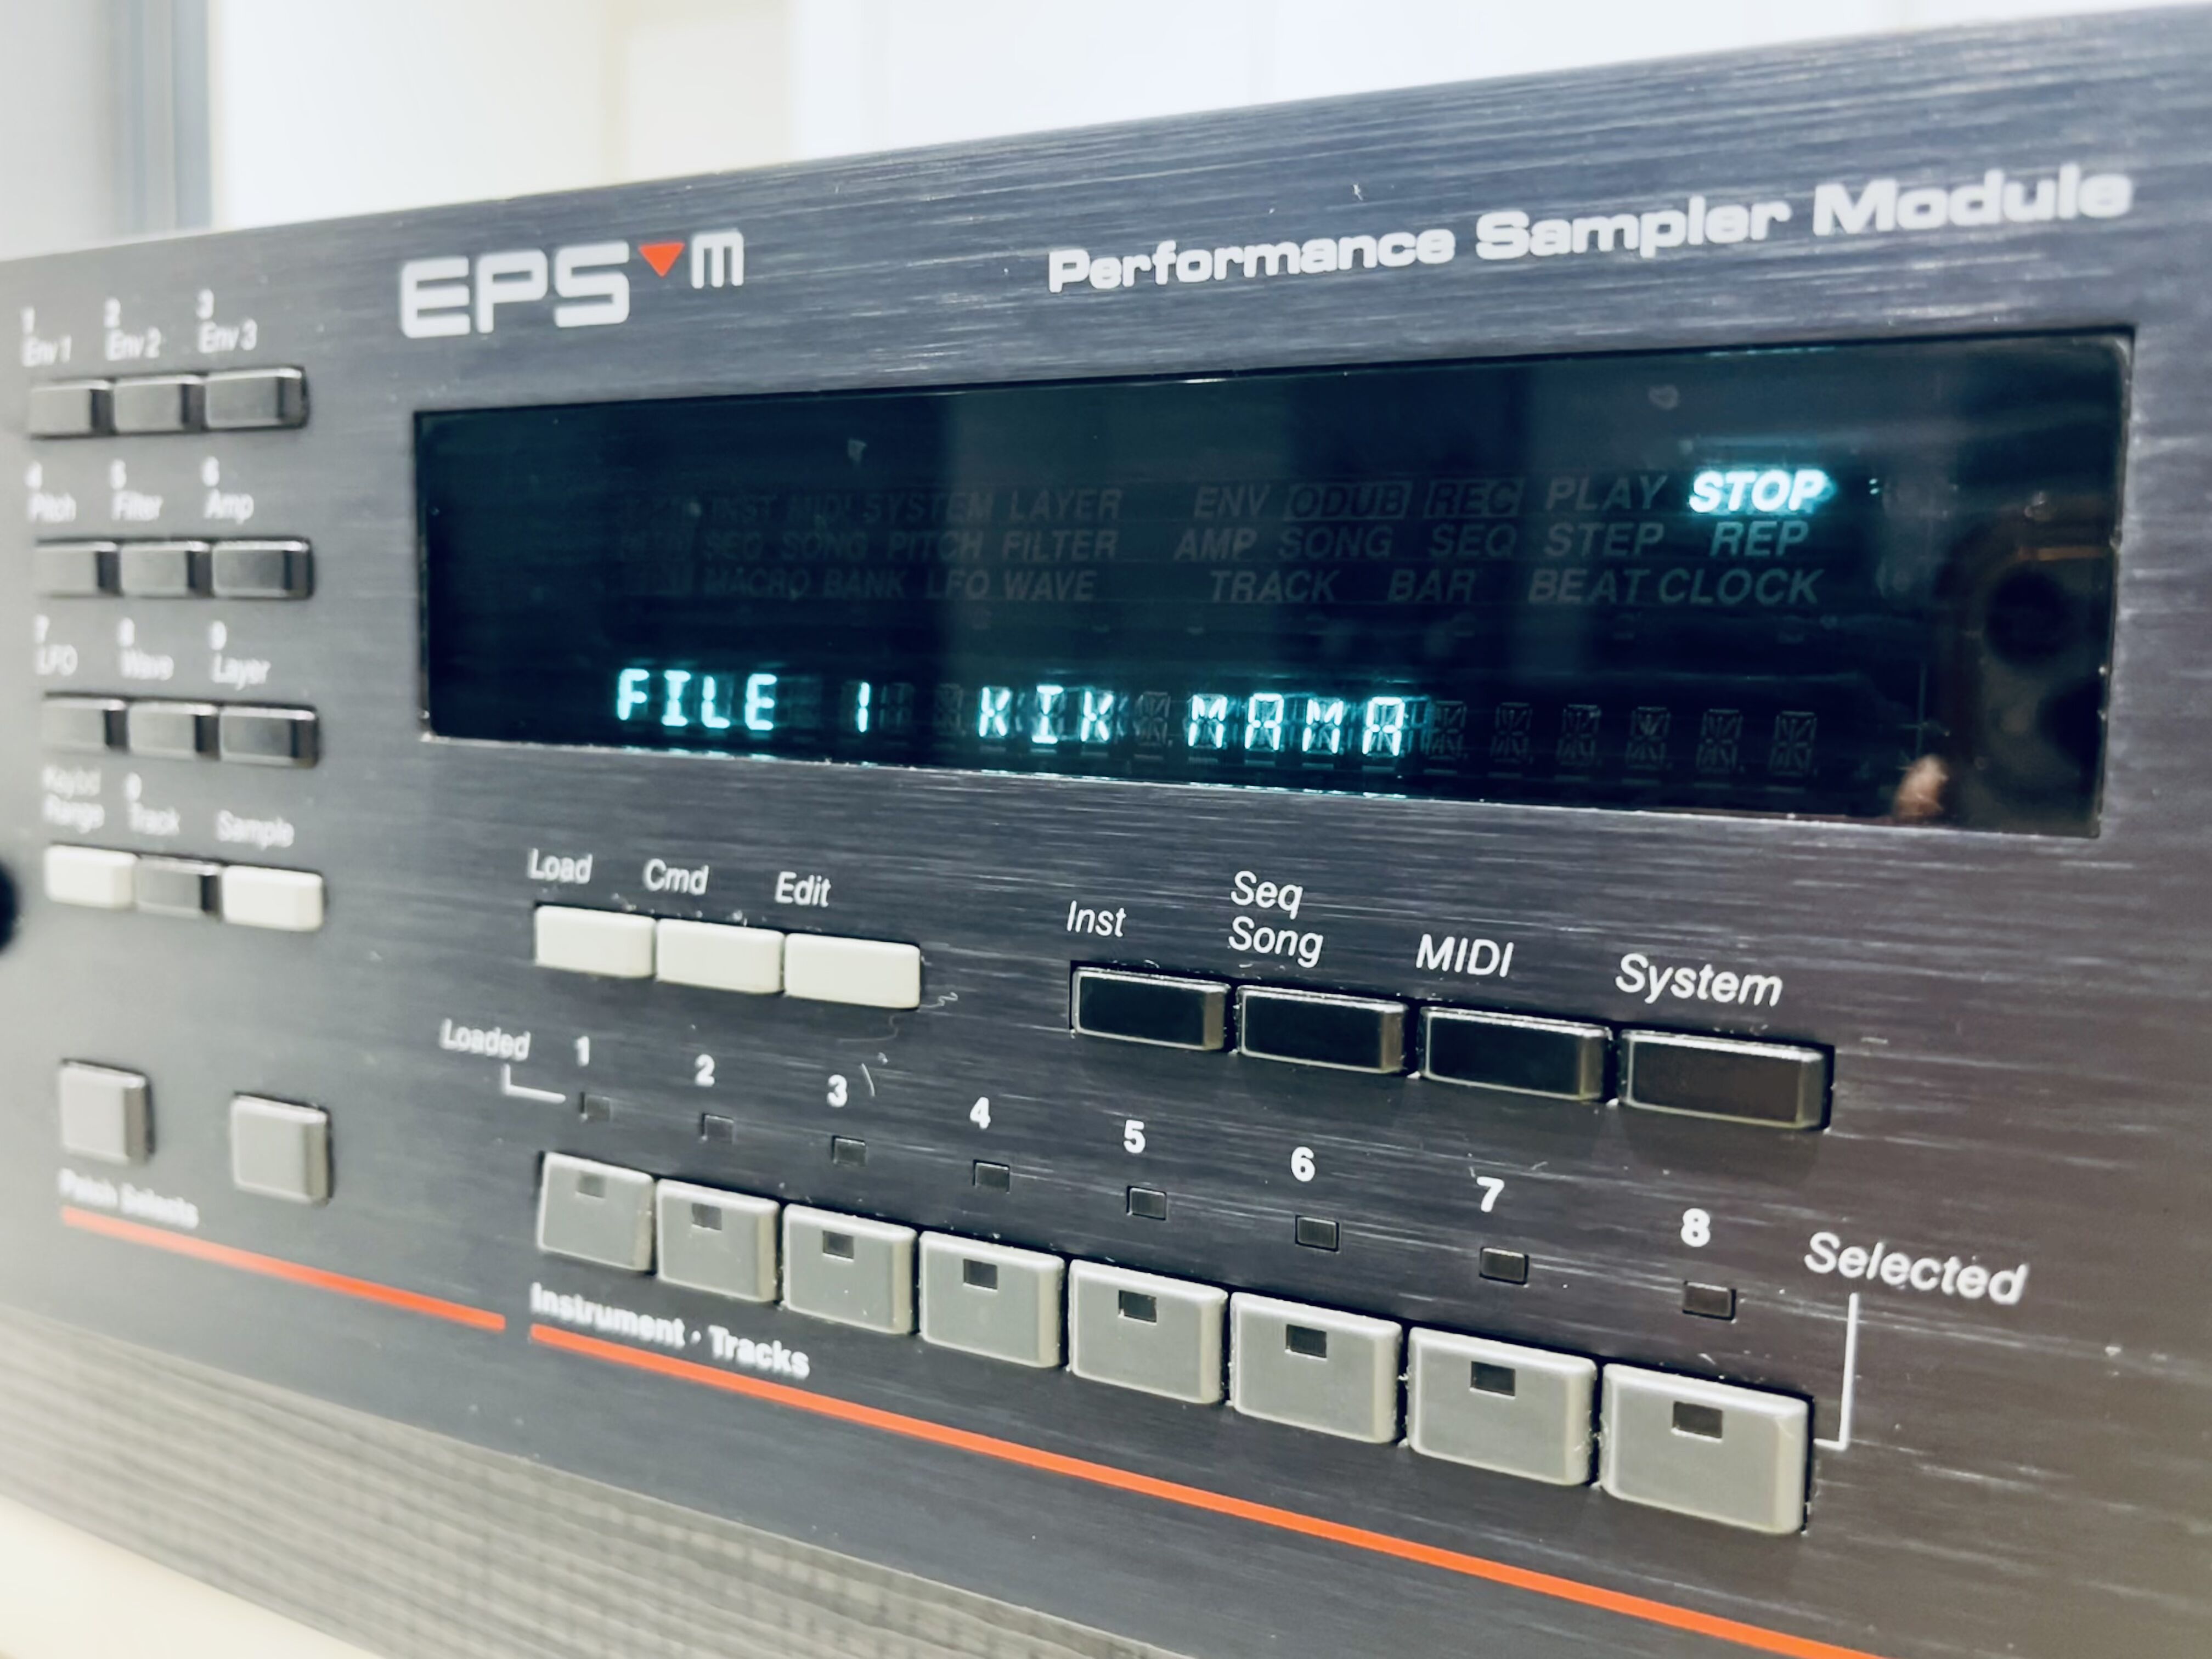 EPS m
Performance Sampler Module
1 2 3
Env 1 Env 2 Env 3
4 5 6
Pitch Filter Amp
7 8 9
LFO Wave Layer
Keybd Range 0 Track Sample
INST MIDI SYSTEM LAYER ENV ODUB REC PLAY STOP
SEQ SONG PITCH FILTER AMP SONG SEQ STEP REP
MACRO BANK LFO WAVE TRACK BAR BEAT CLOCK
FILE 1 KIK MAMA
Load Cmd Edit
Inst Seq Song MIDI System
Loaded 1 2 3 4 5 6 7 8 Selected
Patch Selects
Instrument • Tracks